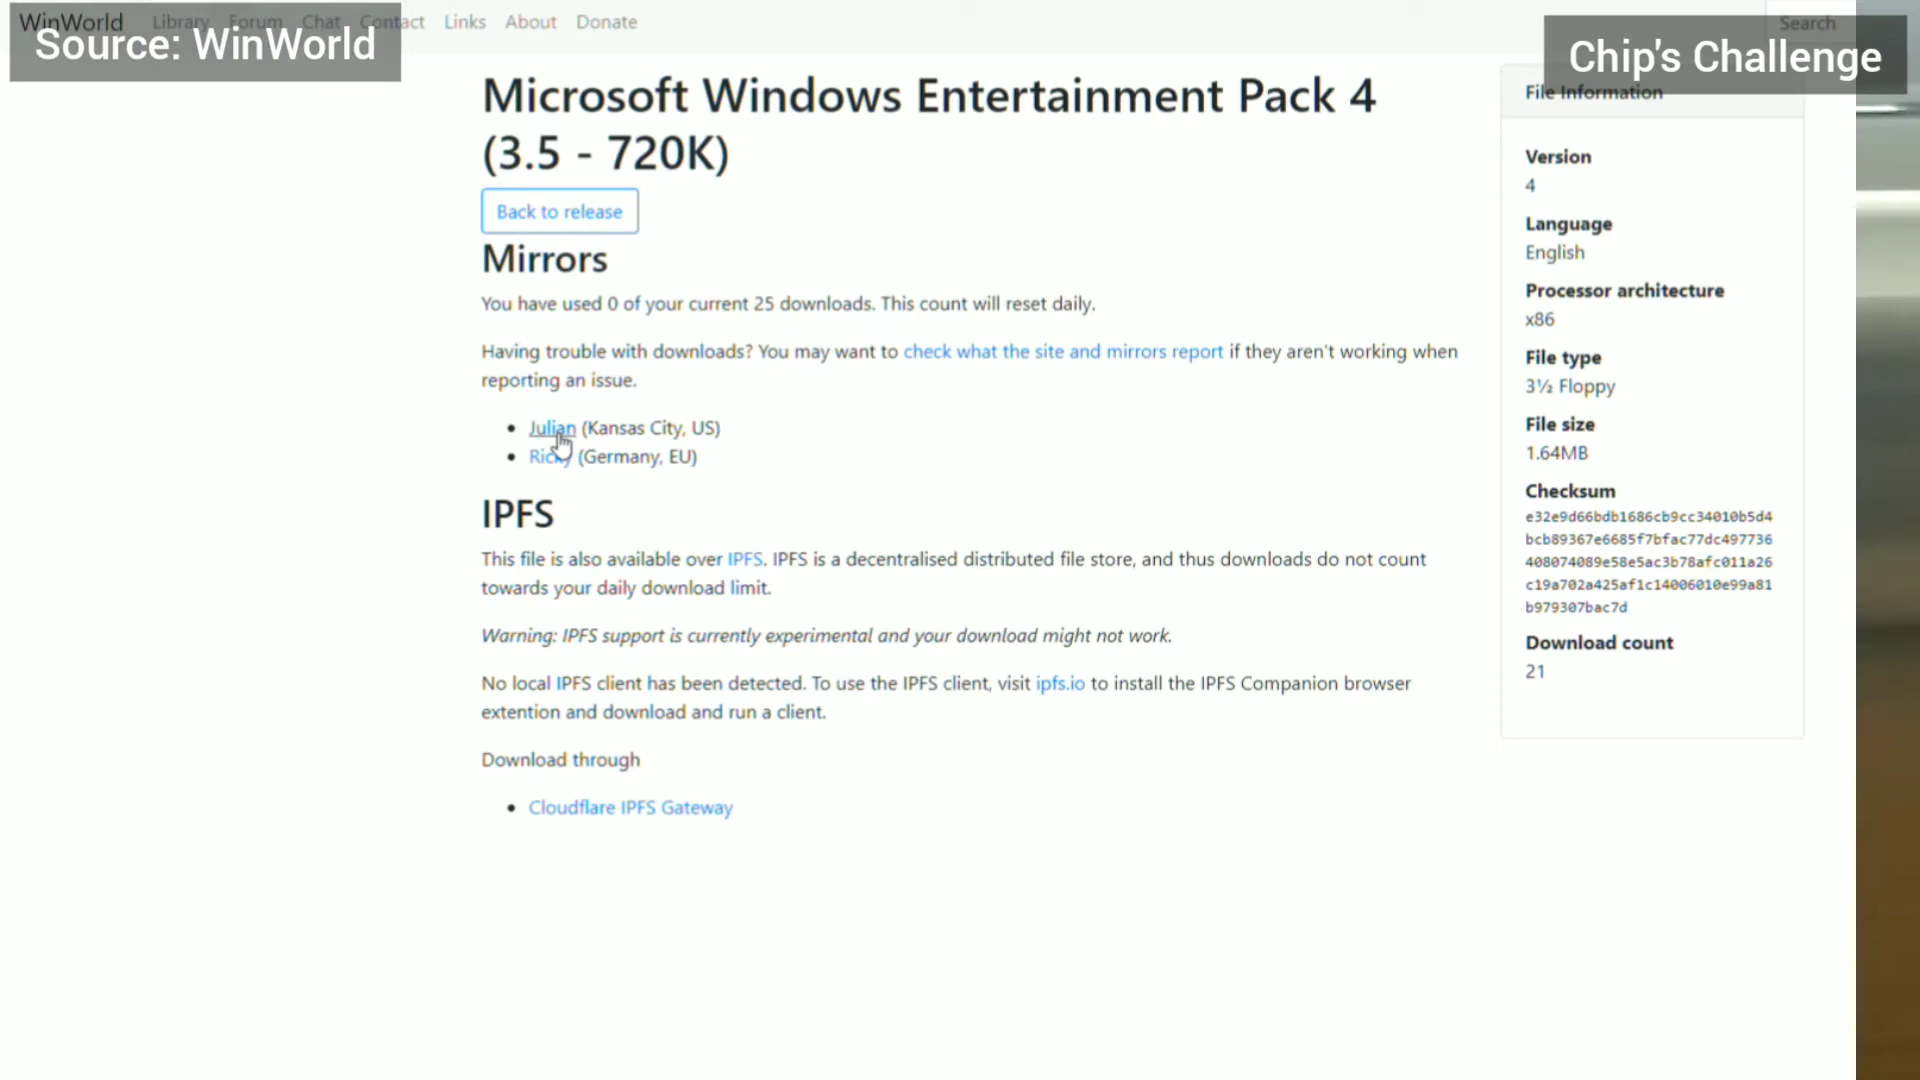 WinWorld Library Forum Chat Contact Links About Donate Search
Source: WinWorld
Chip's Challenge
Microsoft Windows Entertainment Pack 4
(3.5 - 720K)
Back to release
Mirrors
You have used 0 of your current 25 downloads. This count will reset daily.
Having trouble with downloads? You may want to check what the site and mirrors report if they aren't working when
reporting an issue.
• Julian (Kansas City, US)
• Ricky (Germany, EU)
IPFS
This file is also available over IPFS. IPFS is a decentralised distributed file store, and thus downloads do not count
towards your daily download limit.
Warning: IPFS support is currently experimental and your download might not work.
No local IPFS client has been detected. To use the IPFS client, visit ipfs.io to install the IPFS Companion browser
extention and download and run a client.
Download through
• Cloudflare IPFS Gateway
File Information
Version
4
Language
English
Processor architecture
x86
File type
3½ Floppy
File size
1.64MB
Checksum
e32e9d66bdb1686cb9cc34010b5d4
bcb89367e6685f7bfac77dc497736
408074089e58e5ac3b78afc011a26
c19a702a425af1c14006010e99a81
b979307bac7d
Download count
21